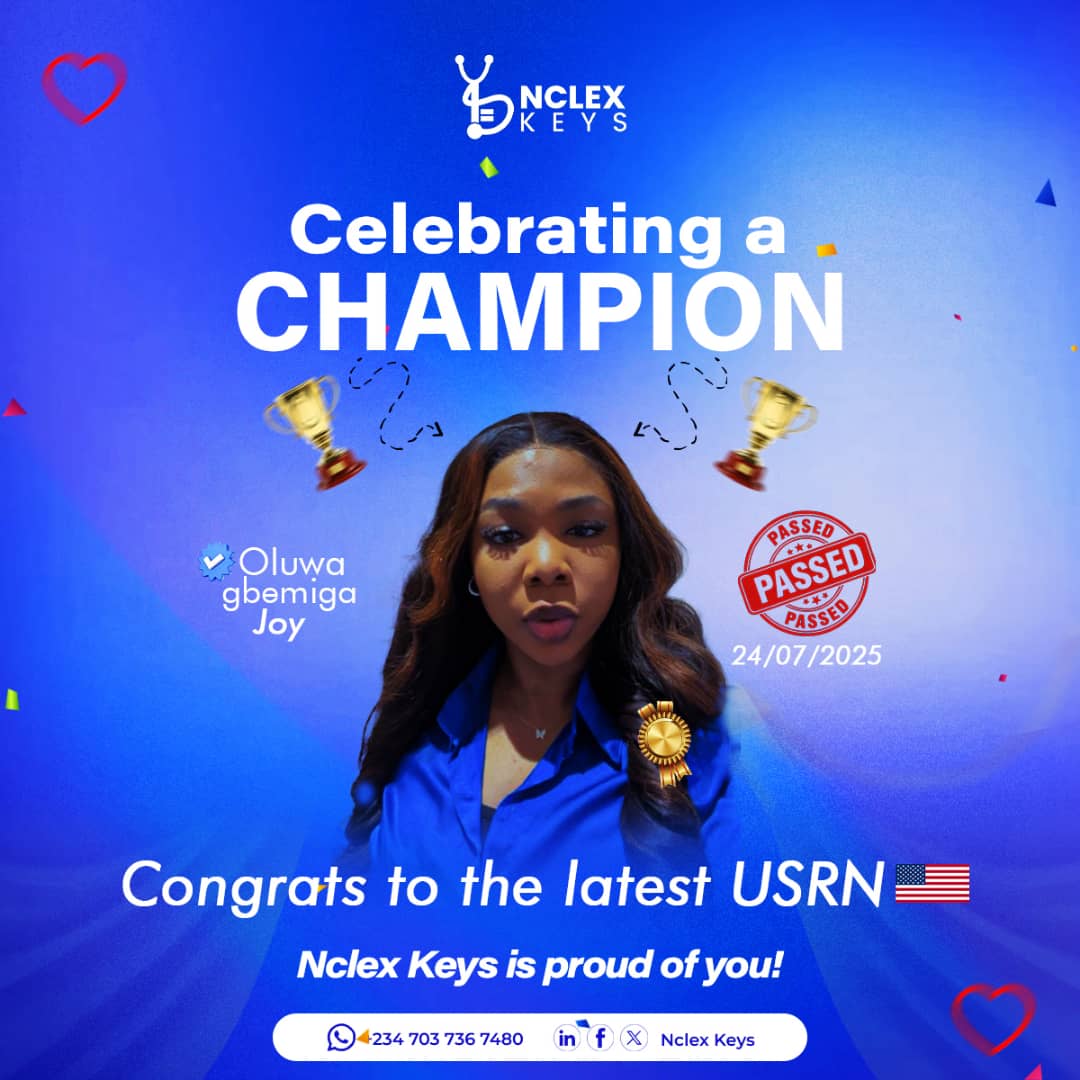 NCLEX
KEYS
Celebrating a
CHAMPION
Oluwa
gbemiga
Joy
PASSED
PASSED
PASSED
24/07/2025
Congrats to the latest USRN
Nclex Keys is proud of you!
+234 703 736 7480 in f X Nclex Keys